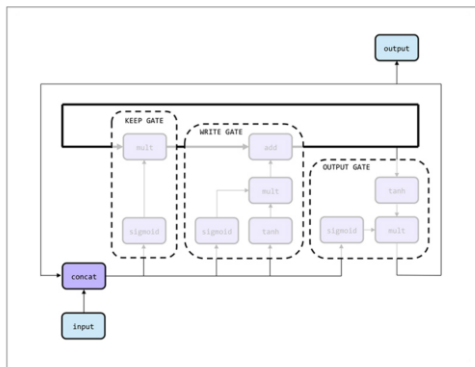 output
KEEP GATE
WRITE GATE
mult
add
OUTPUT GATE
mult
tanh
sigmoid
sigmoid
tanh
sigmoid
mult
concat
input